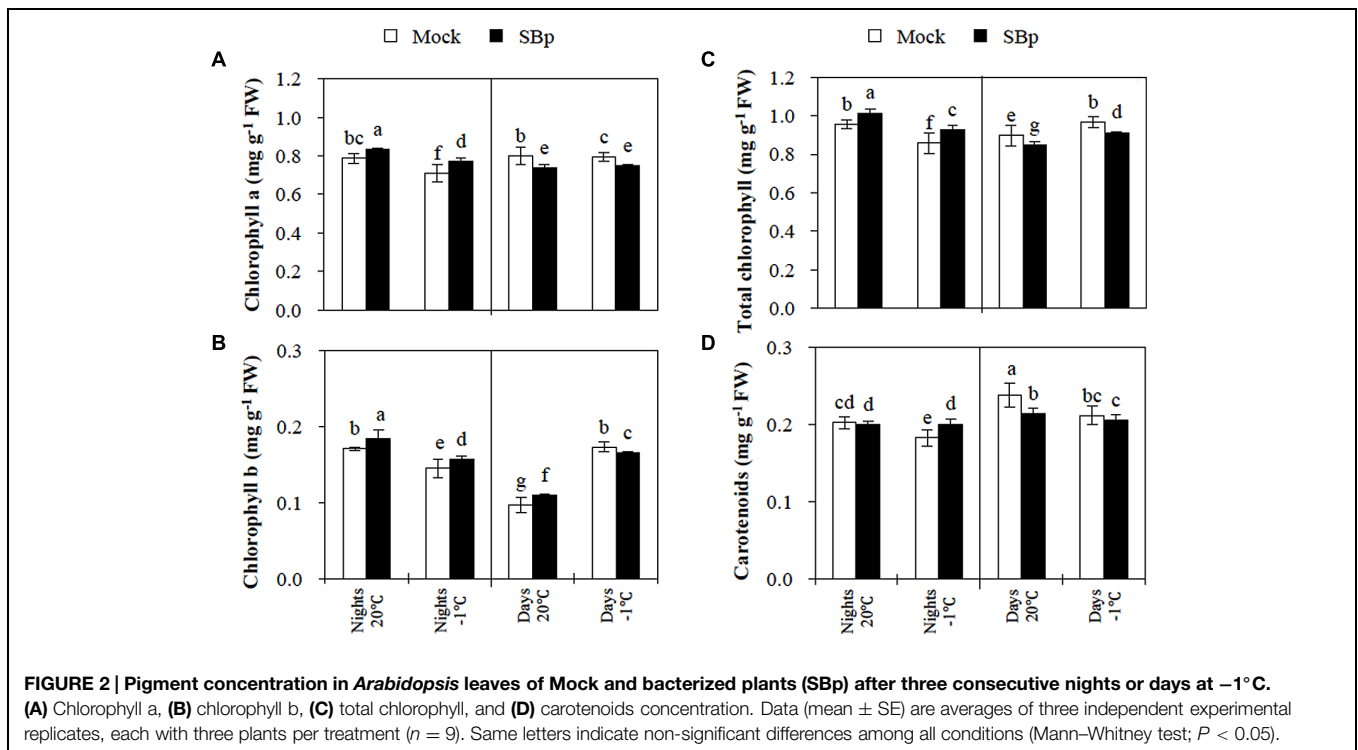 □ Mock ■ SBp
A
Chlorophyll a (mg g⁻¹ FW)
1.2
1.0
0.8
0.6
0.4
0.2
0.0
bc a f d b e c e
□ Mock ■ SBp
C
Total chlorophyll (mg g⁻¹ FW)
1.2
1.0
0.8
0.6
0.4
0.2
0.0
b a f c e g b d
B
Chlorophyll b (mg g⁻¹ FW)
0.3
0.2
0.1
0.0
b a e d g f b c
Nights 20°C
Nights -1°C
Days 20°C
Days -1°C
D
Carotenoids (mg g⁻¹ FW)
0.3
0.2
0.1
0.0
cd d e d a b bc c
Nights 20°C
Nights -1°C
Days 20°C
Days -1°C
FIGURE 2 | Pigment concentration in Arabidopsis leaves of Mock and bacterized plants (SBp) after three consecutive nights or days at −1°C.
(A) Chlorophyll a, (B) chlorophyll b, (C) total chlorophyll, and (D) carotenoids concentration. Data (mean ± SE) are averages of three independent experimental
replicates, each with three plants per treatment (n = 9). Same letters indicate non-significant differences among all conditions (Mann–Whitney test; P < 0.05).